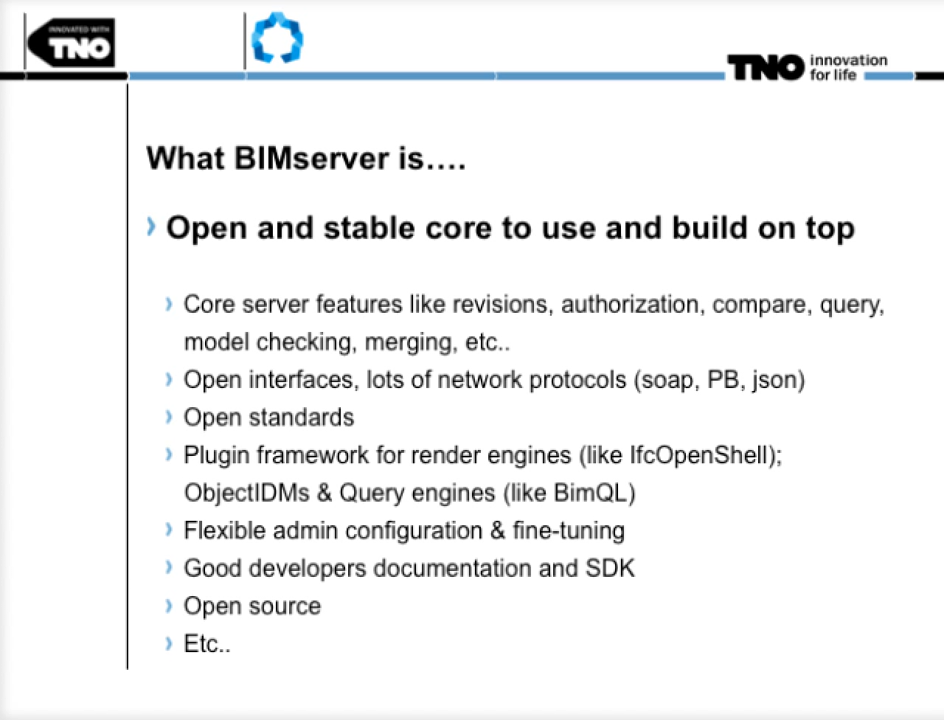 INNOVATED WITH
TNO
TNO innovation
for life
What BIMserver is....
› Open and stable core to use and build on top
› Core server features like revisions, authorization, compare, query,
model checking, merging, etc..
› Open interfaces, lots of network protocols (soap, PB, json)
› Open standards
› Plugin framework for render engines (like IfcOpenShell);
ObjectIDMs & Query engines (like BimQL)
› Flexible admin configuration & fine-tuning
› Good developers documentation and SDK
› Open source
› Etc..